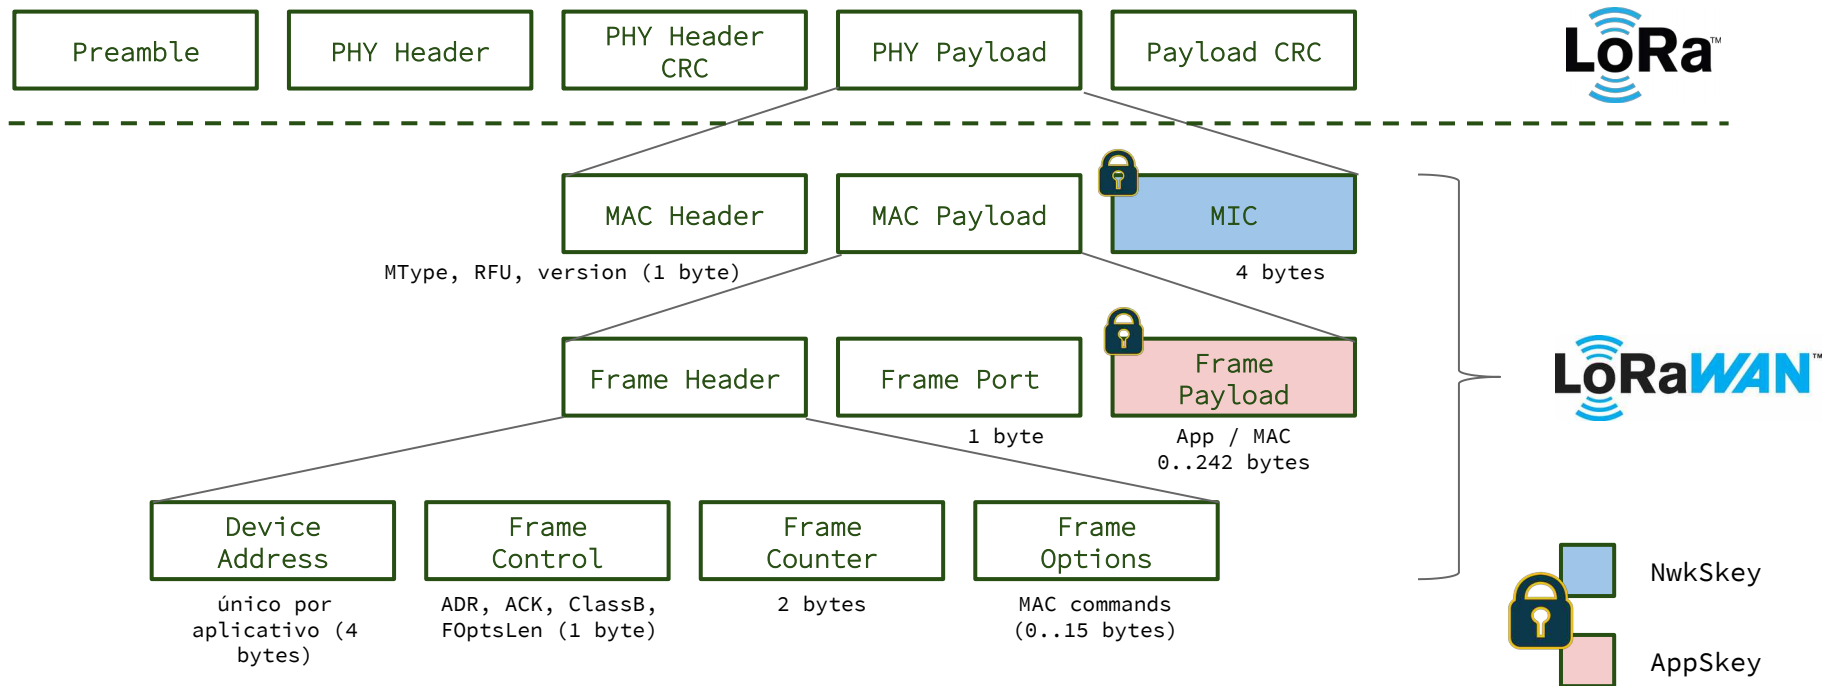 Preamble
PHY Header
PHY Header
CRC
PHY Payload
Payload CRC
LoRa™
MAC Header
MAC Payload
MIC
MType, RFU, version (1 byte)
4 bytes
Frame Header
Frame Port
Frame
Payload
LoRaWAN™
1 byte
App / MAC
0..242 bytes
Device
Address
Frame
Control
Frame
Counter
Frame
Options
único por
aplicativo (4
bytes)
ADR, ACK, ClassB,
FOptsLen (1 byte)
2 bytes
MAC commands
(0..15 bytes)
NwkSkey
AppSkey